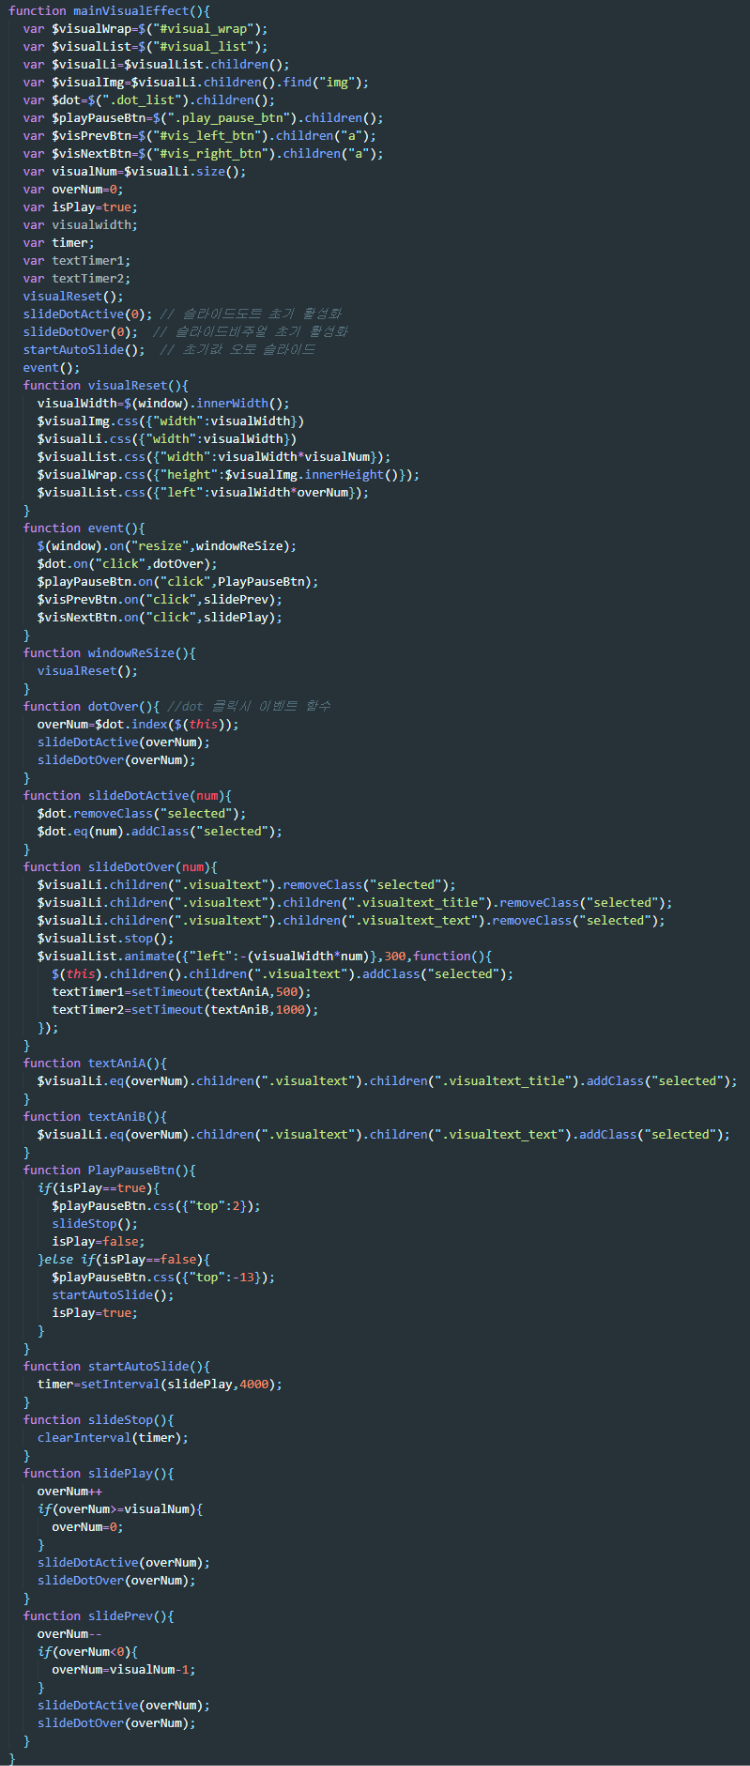 function mainVisualEffect(){
var $visualWrap=$("#visual_wrap");
var $visualList=$("#visual_list");
var $visualLi=$visualList.children();
var $visualImg=$visualLi.children().find("img");
var $dot=$(".dot_list").children();
var $playPauseBtn=$(".play_pause_btn").children();
var $visPrevBtn=$("#vis_left_btn").children("a");
var $visNextBtn=$("#vis_right_btn").children("a");
var visualNum=$visualLi.size();
var overNum=0;
var isPlay=true;
var visualwidth;
var timer;
var textTimer1;
var textTimer2;
visualReset();
slideDotActive(0); // 슬라이드도트 초기 활성화
slideDotOver(0);  // 슬라이드비주얼 초기 활성화
startAutoSlide();  // 초기값 오토 슬라이드
event();
function visualReset(){
visualWidth=$(window).innerWidth();
$visualImg.css({"width":visualWidth})
$visualLi.css({"width":visualWidth})
$visualList.css({"width":visualWidth*visualNum});
$visualWrap.css({"height":$visualImg.innerHeight()});
$visualList.css({"left":visualWidth*overNum});
}
function event(){
$(window).on("resize",windowReSize);
$dot.on("click",dotOver);
$playPauseBtn.on("click",PlayPauseBtn);
$visPrevBtn.on("click",slidePrev);
$visNextBtn.on("click",slidePlay);
}
function windowReSize(){
visualReset();
}
function dotOver(){ //dot 클릭시 이벤트 함수
overNum=$dot.index($(this));
slideDotActive(overNum);
slideDotOver(overNum);
}
function slideDotActive(num){
$dot.removeClass("selected");
$dot.eq(num).addClass("selected");
}
function slideDotOver(num){
$visualLi.children(".visualtext").removeClass("selected");
$visualLi.children(".visualtext").children(".visualtext_title").removeClass("selected");
$visualLi.children(".visualtext").children(".visualtext_text").removeClass("selected");
$visualList.stop();
$visualList.animate({"left":-(visualWidth*num)},300,function(){
$(this).children().children(".visualtext").addClass("selected");
textTimer1=setTimeout(textAniA,500);
textTimer2=setTimeout(textAniB,1000);
});
}
function textAniA(){
$visualLi.eq(overNum).children(".visualtext").children(".visualtext_title").addClass("selected");
}
function textAniB(){
$visualLi.eq(overNum).children(".visualtext").children(".visualtext_text").addClass("selected");
}
function PlayPauseBtn(){
if(isPlay==true){
$playPauseBtn.css({"top":2});
slideStop();
isPlay=false;
}else if(isPlay==false){
$playPauseBtn.css({"top":-13});
startAutoSlide();
isPlay=true;
}
}
function startAutoSlide(){
timer=setInterval(slidePlay,4000);
}
function slideStop(){
clearInterval(timer);
}
function slidePlay(){
overNum++
if(overNum>=visualNum){
overNum=0;
}
slideDotActive(overNum);
slideDotOver(overNum);
}
function slidePrev(){
overNum--
if(overNum<0){
overNum=visualNum-1;
}
slideDotActive(overNum);
slideDotOver(overNum);
}
}